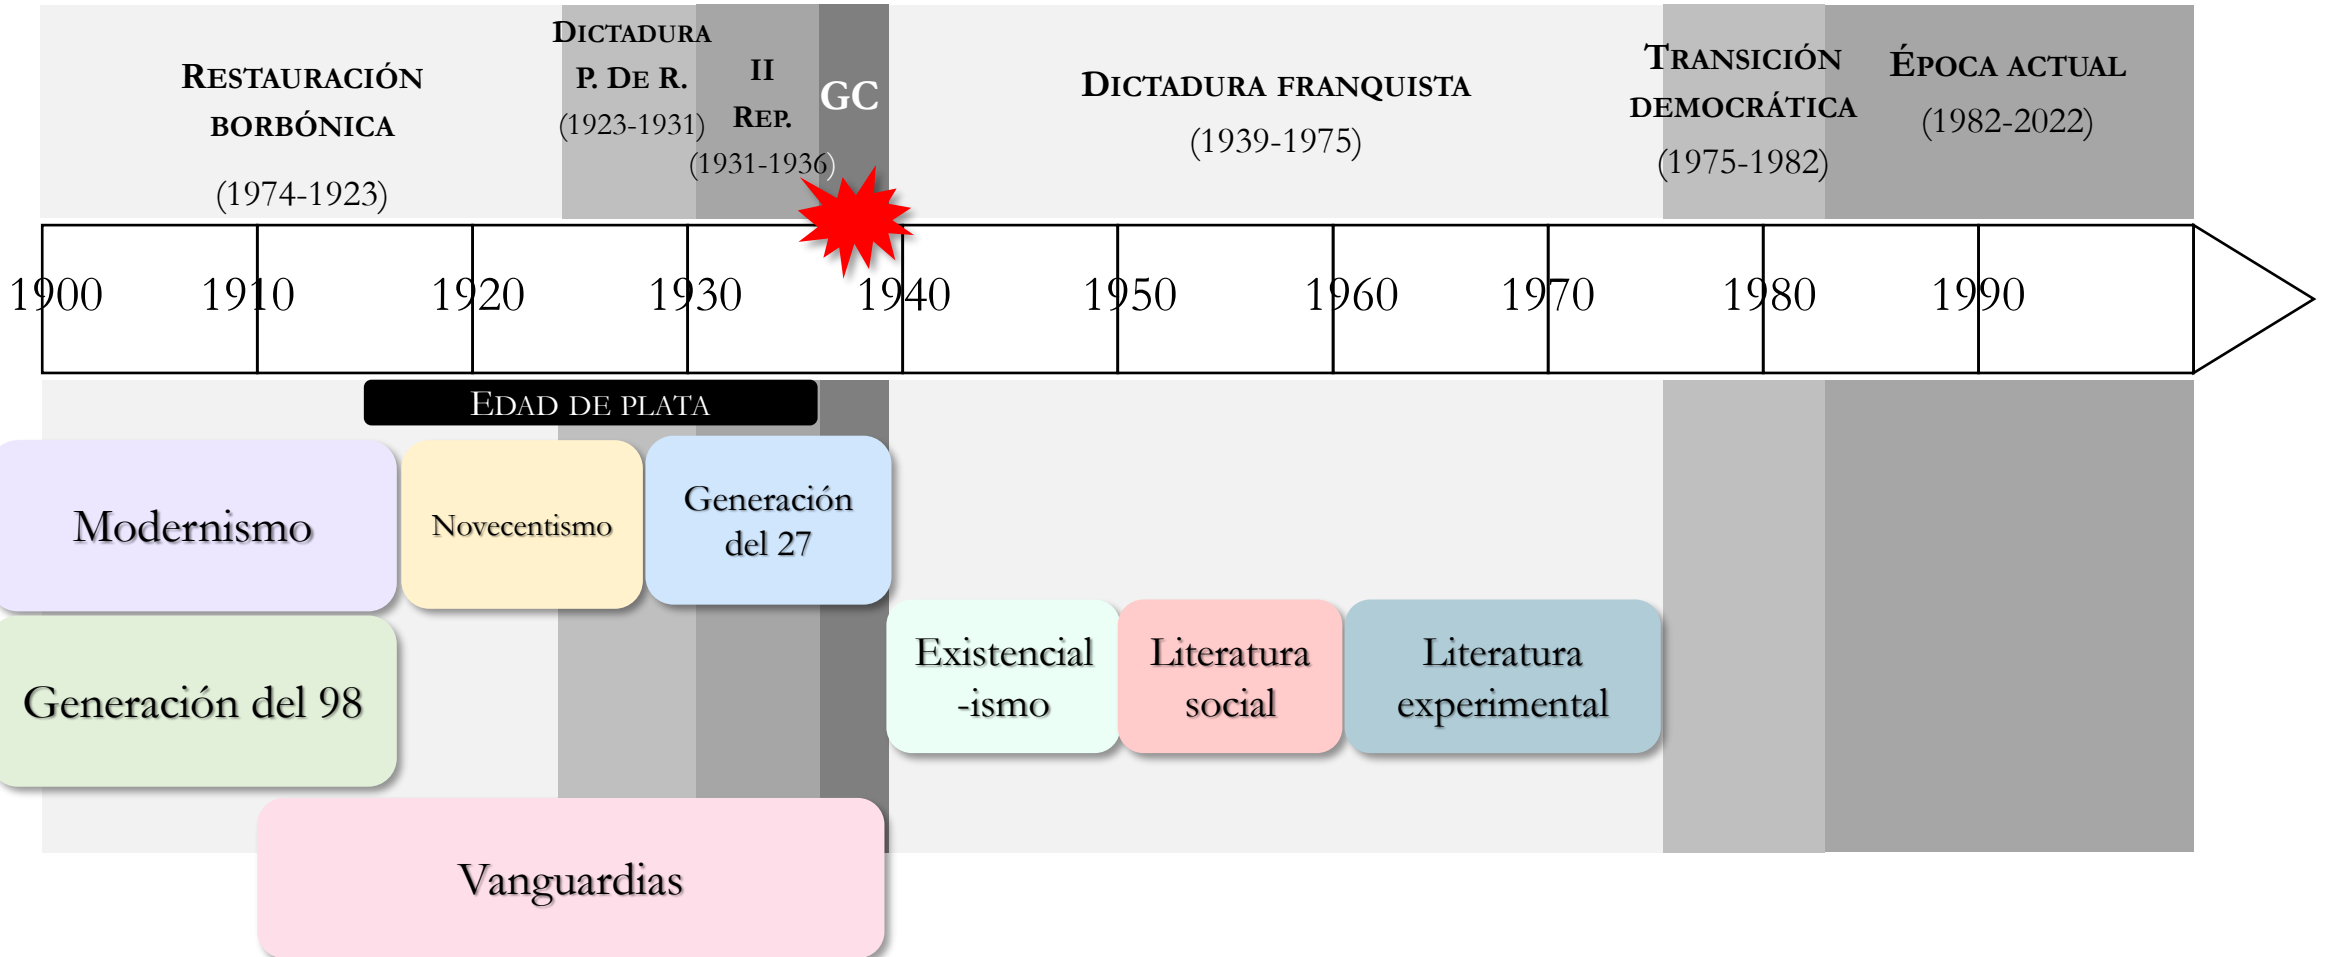 RESTAURACIÓN
BORBÓNICA
(1974-1923)
DICTADURA
P. DE R.
(1923-1931)
II
REP.
(1931-1936)
GC
DICTADURA FRANQUISTA
(1939-1975)
TRANSICIÓN
DEMOCRÁTICA
(1975-1982)
ÉPOCA ACTUAL
(1982-2022)
1900 1910 1920 1930 1940 1950 1960 1970 1980 1990
EDAD DE PLATA
Modernismo
Novecentismo
Generación
del 27
Generación del 98
Existencial
-ismo
Literatura
social
Literatura
experimental
Vanguardias